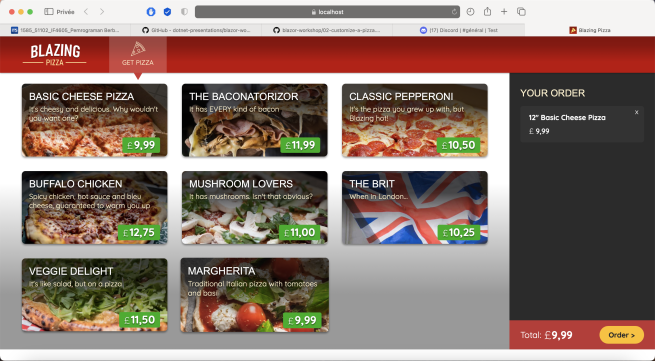 Privée
localhost
1585_BI102_IF4606_Pemrograman Berb...
GitHub - dotnet-presentations/blazor-wo...
blazor-workshop/02-customize-a-pizza....
(17) Discord | #général | Test
Blazing Pizza
BLAZING
PIZZA
GET PIZZA
BASIC CHEESE PIZZA
It's cheesy and delicious. Why wouldn't
you want one?
£9,99
THE BACONATORIZOR
It has EVERY kind of bacon
£11,99
CLASSIC PEPPERONI
It's the pizza you grew up with, but
Blazing hot!
£10,50
BUFFALO CHICKEN
Spicy chicken, hot sauce and bleu
cheese, guaranteed to warm you up
£12,75
MUSHROOM LOVERS
It has mushrooms. Isn't that obvious?
£11,00
THE BRIT
When in London...
£10,25
VEGGIE DELIGHT
It's like salad, but on a pizza
£11,50
MARGHERITA
Traditional Italian pizza with tomatoes
and basil
£9,99
YOUR ORDER
x
12" Basic Cheese Pizza
£ 9,99
Total: £9,99
Order >